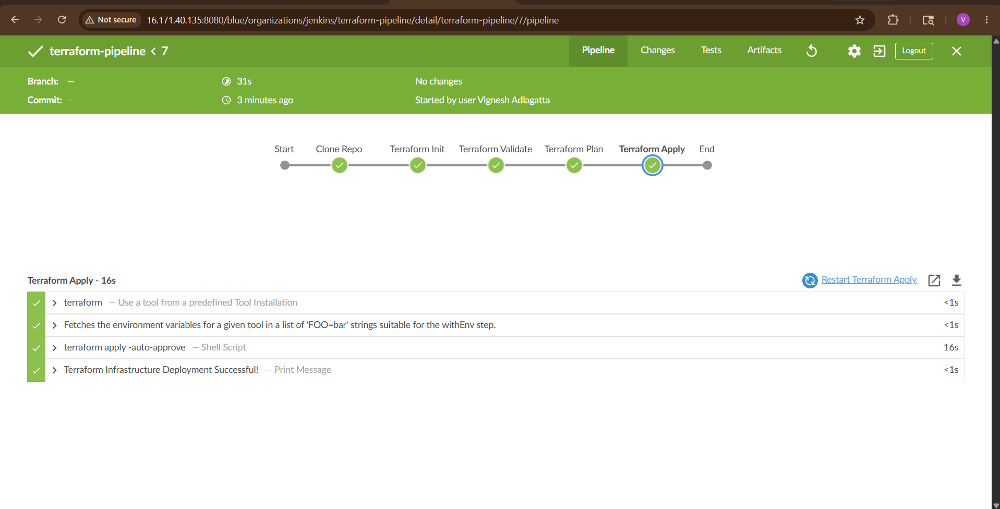 Not secure
16.171.40.135:8080/blue/organizations/jenkins/terraform-pipeline/detail/terraform-pipeline/7/pipeline
V
terraform-pipeline < 7
Pipeline
Changes
Tests
Artifacts
Logout
Branch: —
31s
No changes
Commit: —
3 minutes ago
Started by user Vignesh Adlagatta
Start
Clone Repo
Terraform Init
Terraform Validate
Terraform Plan
Terraform Apply
End
Terraform Apply - 16s
Restart Terraform Apply
terraform — Use a tool from a predefined Tool Installation <1s
Fetches the environment variables for a given tool in a list of 'FOO=bar' strings suitable for the withEnv step. <1s
terraform apply -auto-approve — Shell Script 16s
Terraform Infrastructure Deployment Successful! — Print Message <1s